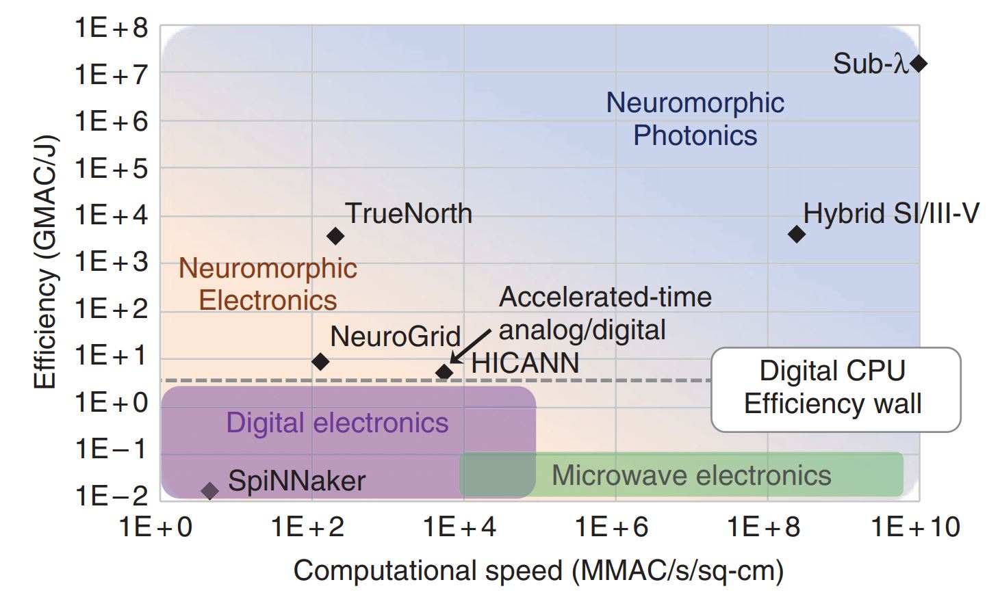 1E+8
1E+7
1E+6
1E+5
1E+4
1E+3
1E+2
1E+1
1E+0
1E−1
1E−2
Efficiency (GMAC/J)
Sub-λ
Neuromorphic
Photonics
TrueNorth
Hybrid SI/III-V
Neuromorphic
Electronics
Accelerated-time
analog/digital
NeuroGrid
HICANN
Digital CPU
Efficiency wall
Digital electronics
Microwave electronics
SpiNNaker
1E+0 1E+2 1E+4 1E+6 1E+8 1E+10
Computational speed (MMAC/s/sq-cm)